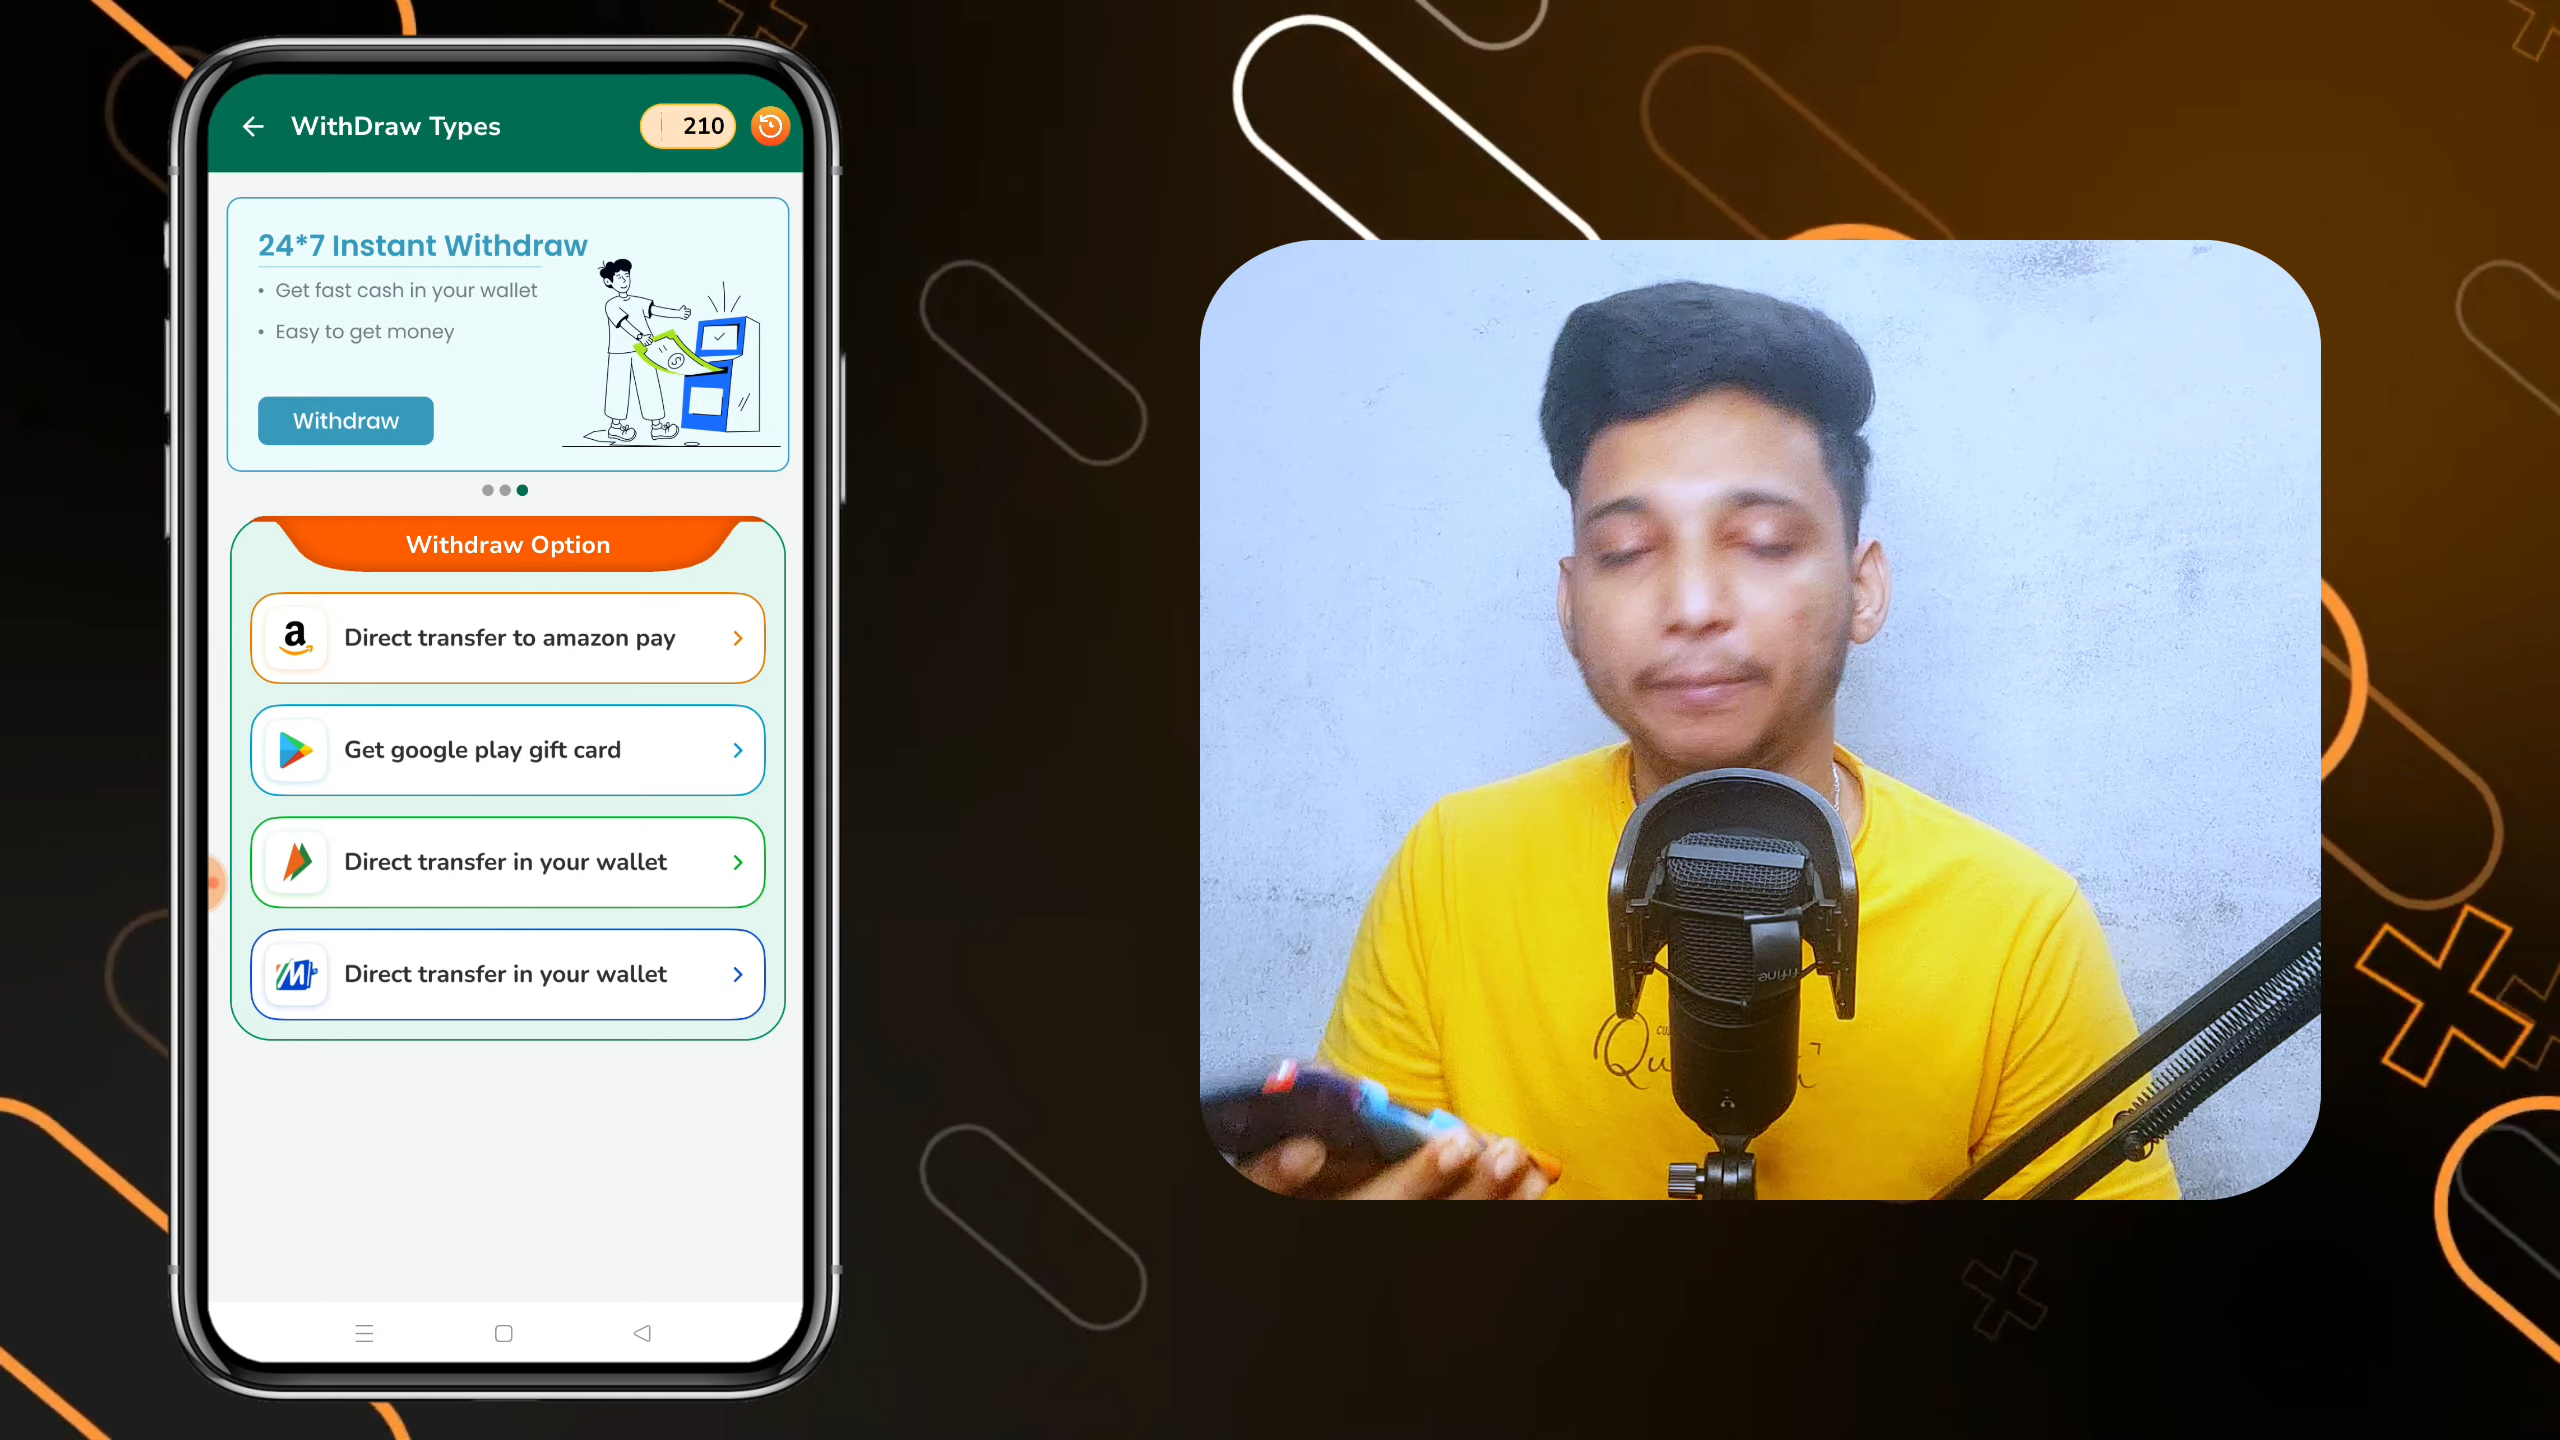 WithDraw Types
210
24*7 Instant Withdraw
• Get fast cash in your wallet
• Easy to get money
Withdraw
Withdraw Option
Direct transfer to amazon pay
Get google play gift card
Direct transfer in your wallet
Direct transfer in your wallet
fifine